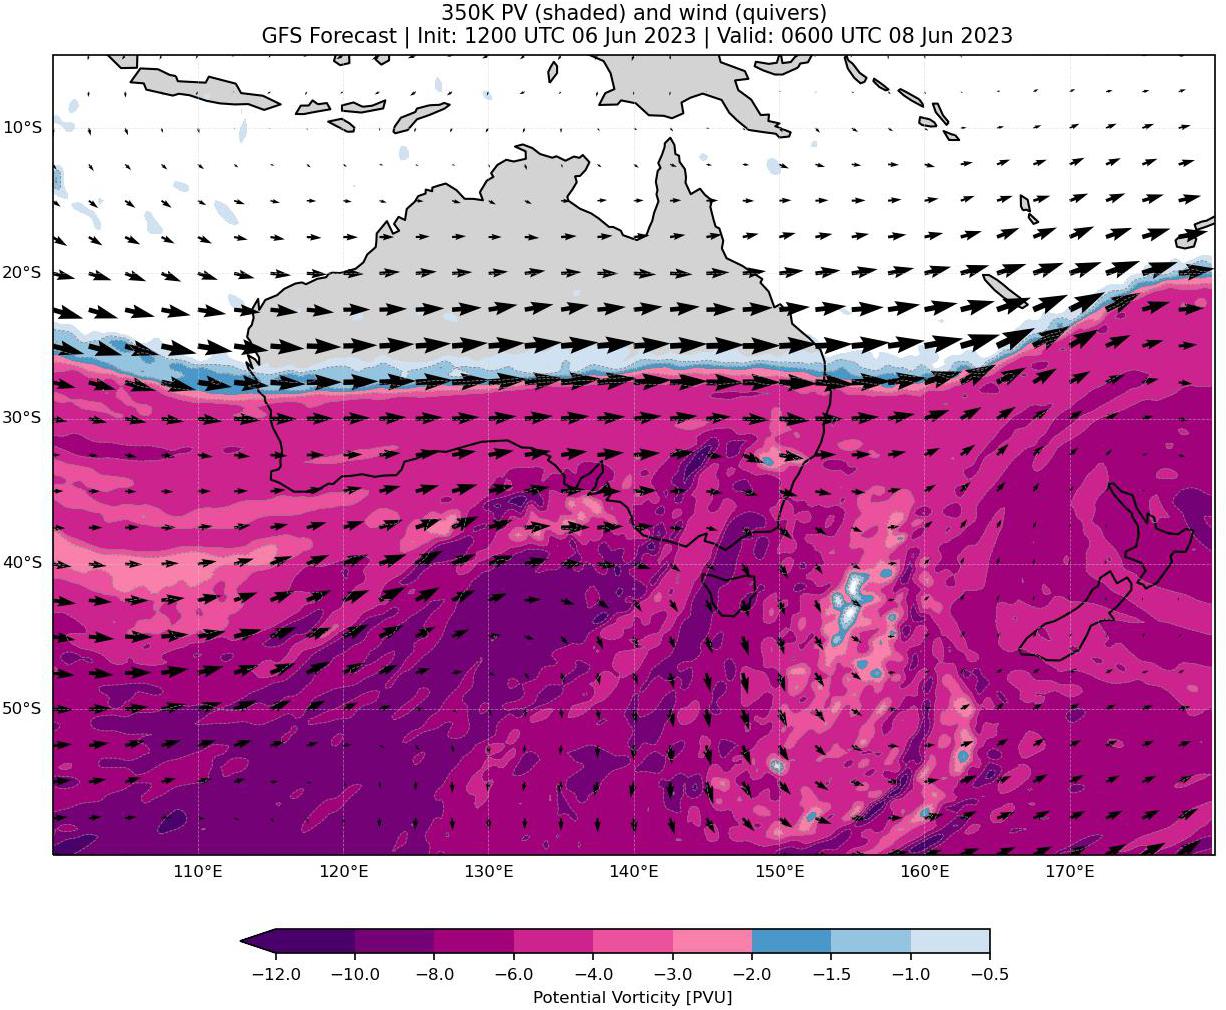 350K PV (shaded) and wind (quivers)
GFS Forecast | Init: 1200 UTC 06 Jun 2023 | Valid: 0600 UTC 08 Jun 2023
10°S
20°S
30°S
40°S
50°S
110°E 120°E 130°E 140°E 150°E 160°E 170°E
−12.0 −10.0 −8.0 −6.0 −4.0 −3.0 −2.0 −1.5 −1.0 −0.5
Potential Vorticity [PVU]